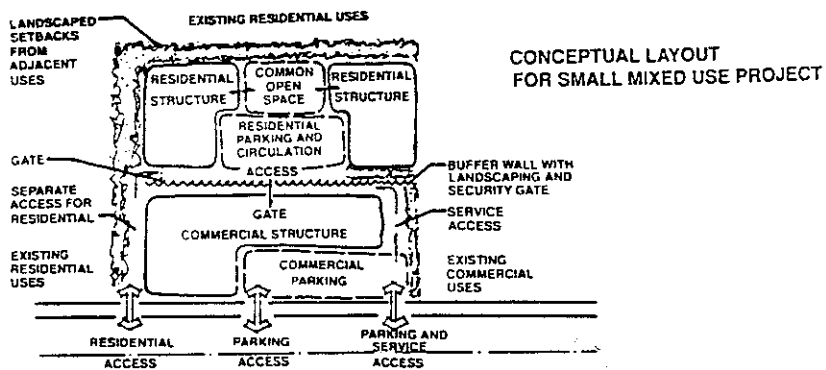 EXISTING RESIDENTIAL USES
LANDSCAPED
SETBACKS
FROM
ADJACENT
USES
CONCEPTUAL LAYOUT
FOR SMALL MIXED USE PROJECT
RESIDENTIAL
STRUCTURE
COMMON
OPEN
SPACE
RESIDENTIAL
STRUCTURE
RESIDENTIAL
PARKING AND
CIRCULATION
GATE
ACCESS
BUFFER WALL WITH
LANDSCAPING AND
SECURITY GATE
SEPARATE
ACCESS FOR
RESIDENTIAL
GATE
COMMERCIAL STRUCTURE
SERVICE
ACCESS
EXISTING
RESIDENTIAL
USES
COMMERCIAL
PARKING
EXISTING
COMMERCIAL
USES
RESIDENTIAL
ACCESS
PARKING
ACCESS
PARKING AND
SERVICE
ACCESS